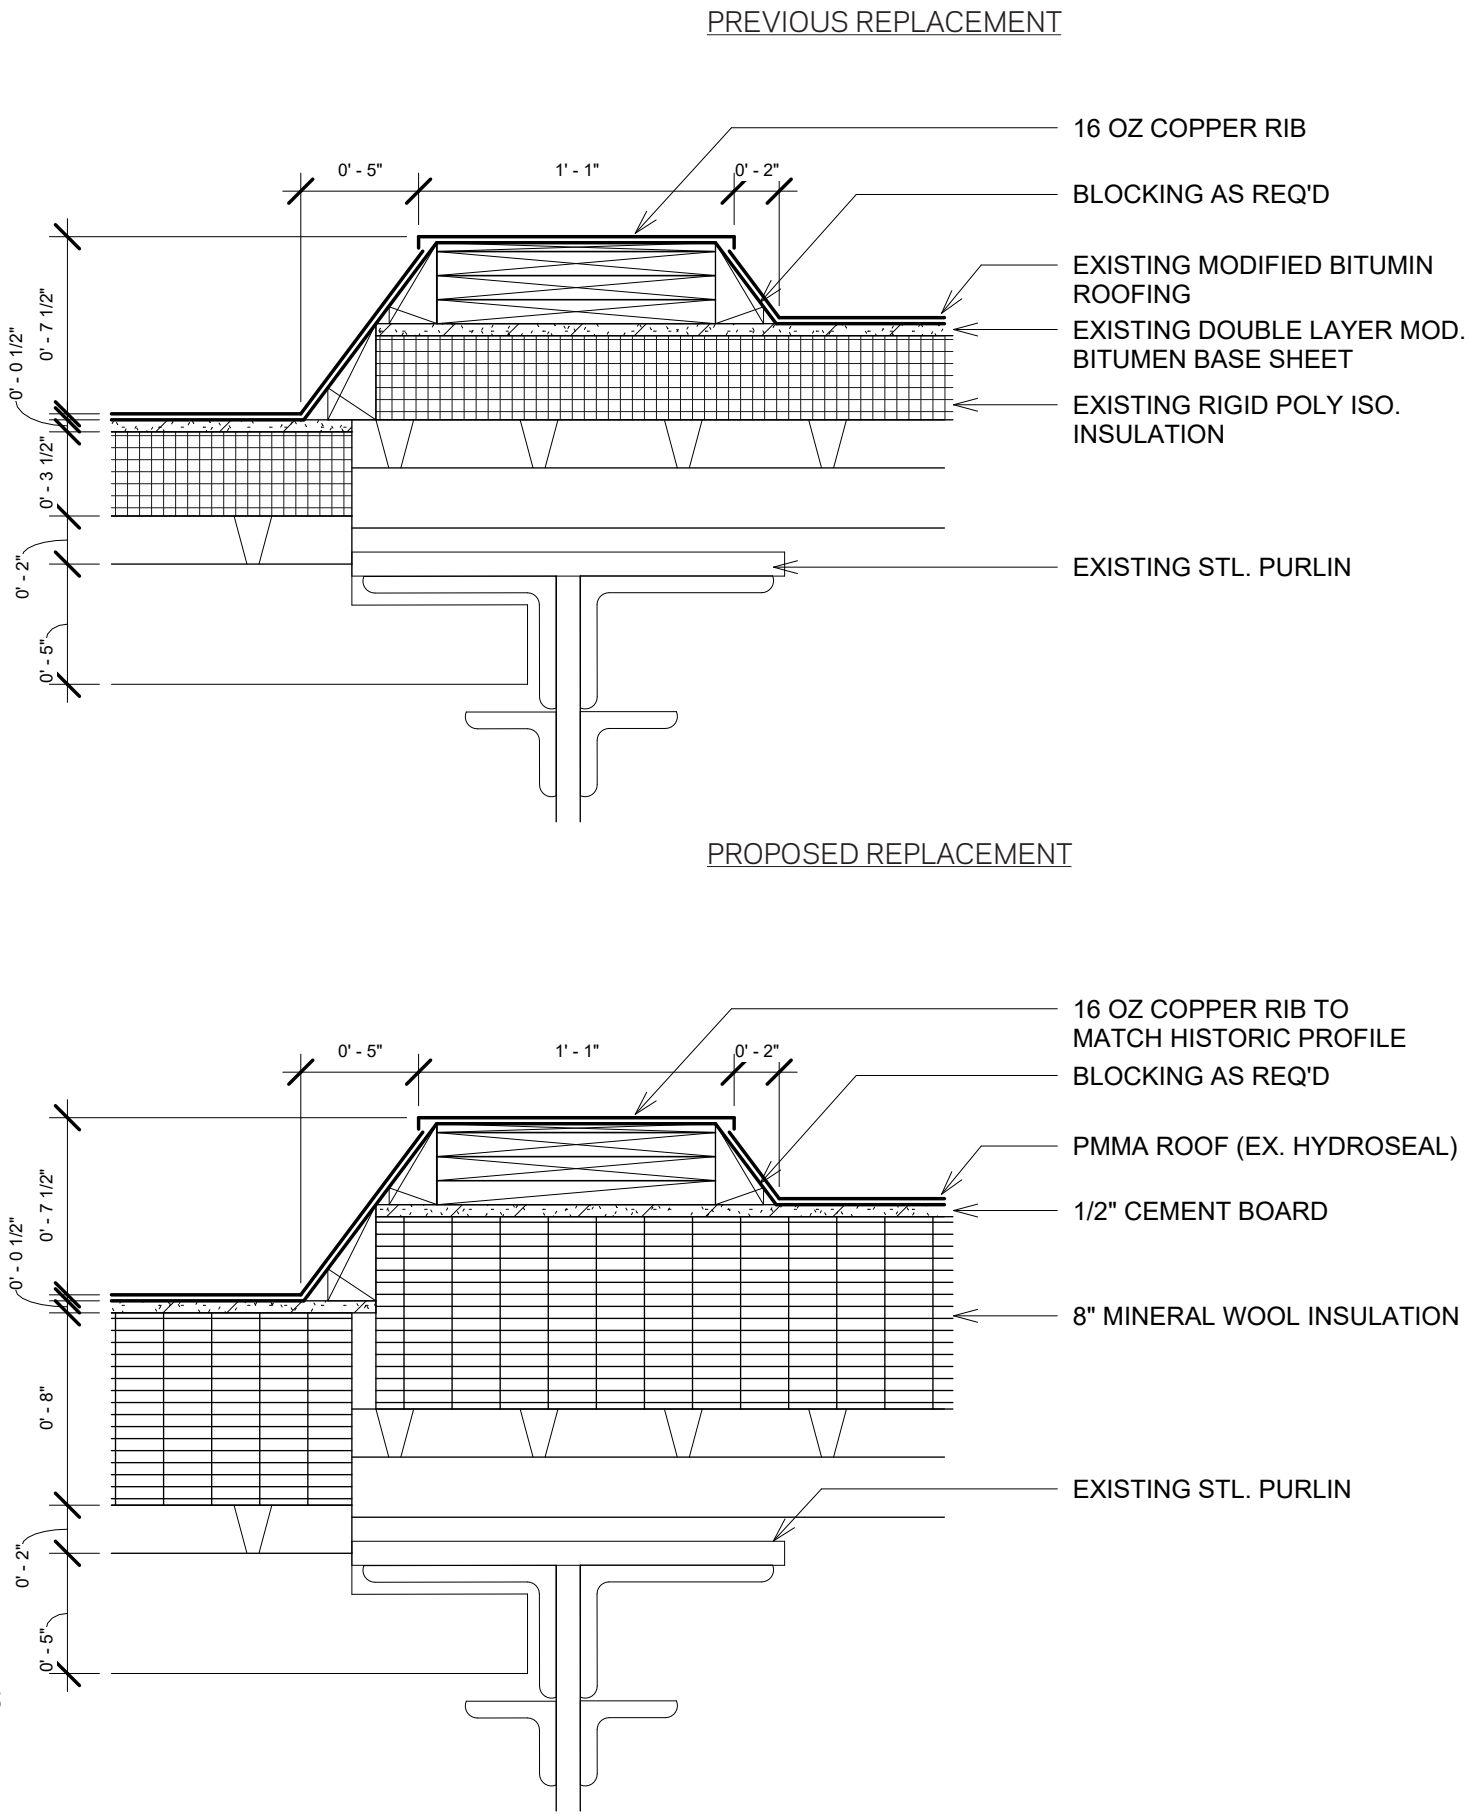 PREVIOUS REPLACEMENT
16 OZ COPPER RIB
0' - 5"
1' - 1"
0' - 2"
BLOCKING AS REQ'D
EXISTING MODIFIED BITUMIN
ROOFING
EXISTING DOUBLE LAYER MOD.
BITUMEN BASE SHEET
EXISTING RIGID POLY ISO.
INSULATION
EXISTING STL. PURLIN
0' - 7 1/2"
0' - 0 1/2"
0' - 3 1/2"
0' - 2"
0' - 5"
PROPOSED REPLACEMENT
16 OZ COPPER RIB TO
MATCH HISTORIC PROFILE
0' - 5"
1' - 1"
0' - 2"
BLOCKING AS REQ'D
PMMA ROOF (EX. HYDROSEAL)
1/2" CEMENT BOARD
8" MINERAL WOOL INSULATION
EXISTING STL. PURLIN
0' - 7 1/2"
0' - 0 1/2"
0' - 8"
0' - 2"
0' - 5"